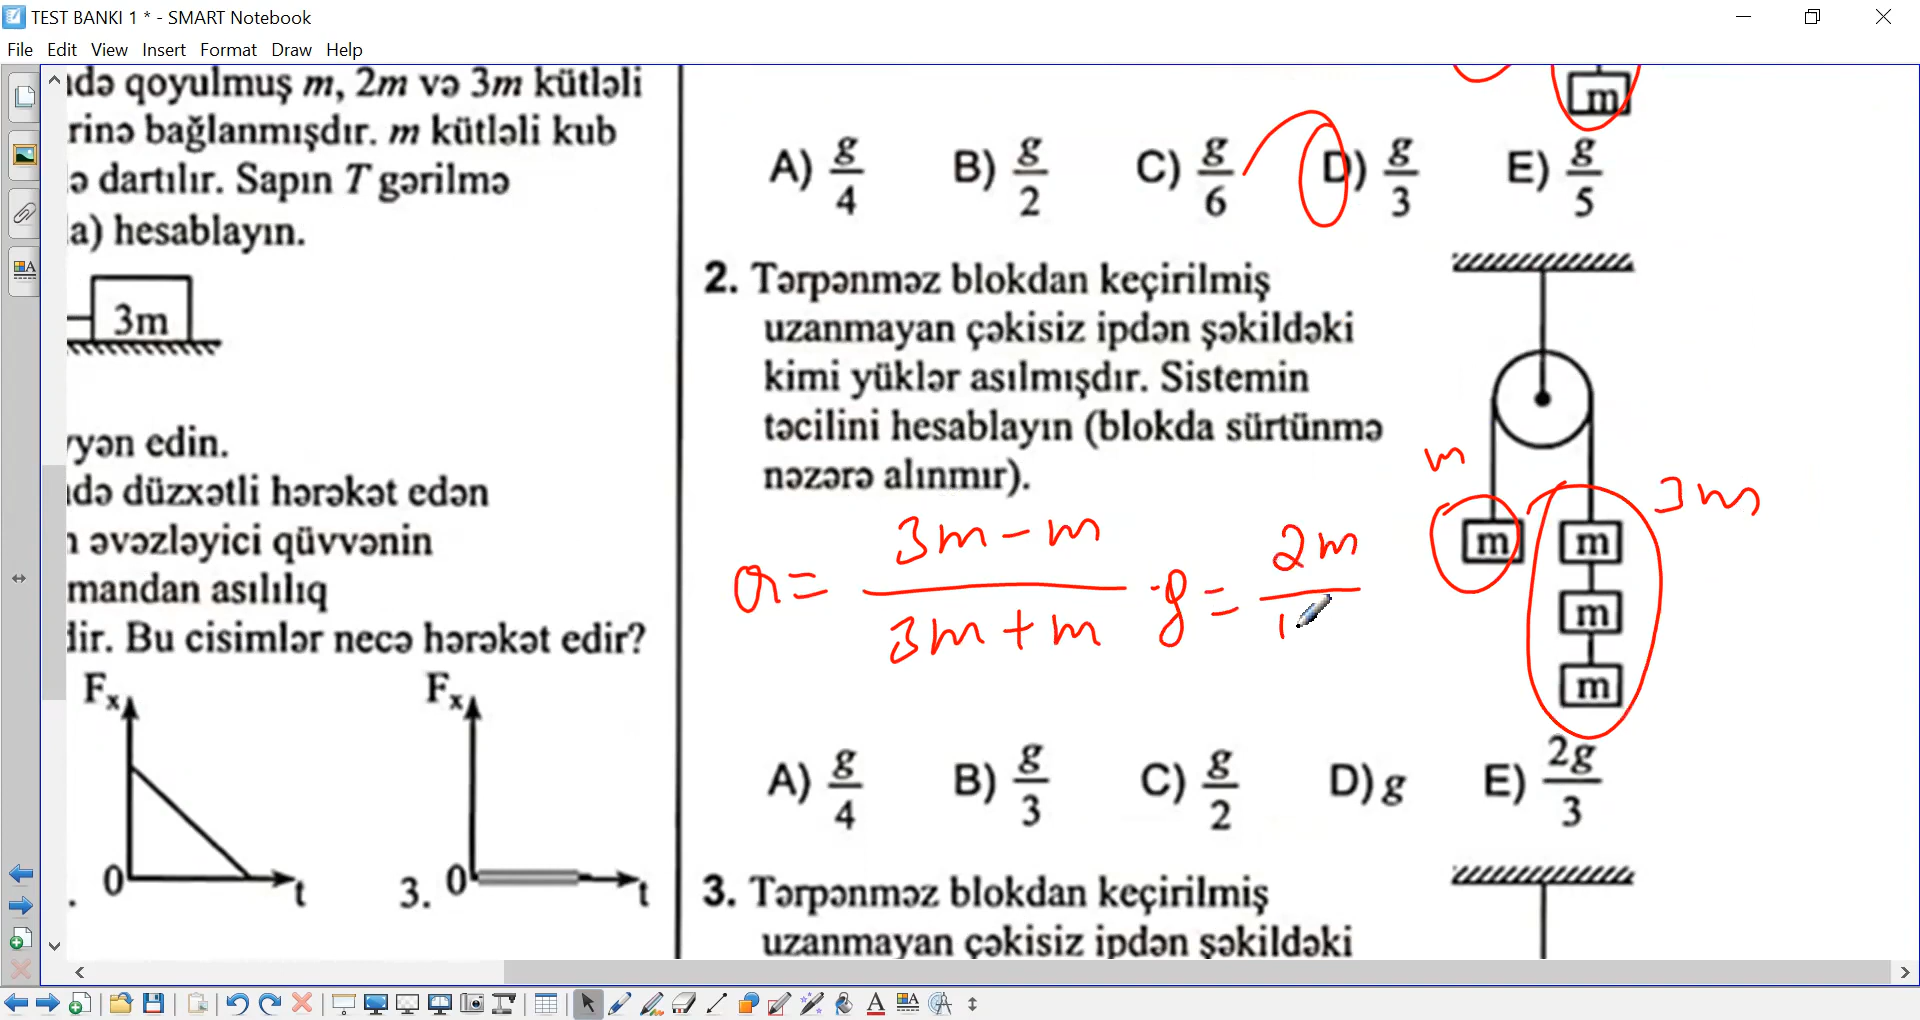 TEST BANKI 1 * - SMART Notebook
File Edit View Insert Format Draw Help
də qoyulmuş m, 2m və 3m kütləli
rinə bağlanmışdır. m kütləli kub
ə dartılır. Sapın T gərilmə
a) hesablayın.
3m
yən edin.
də düzxətli hərəkət edən
əvəzləyici qüvvənin
mandan asılılıq
dir. Bu cisimlər necə hərəkət edir?
Fx
0
t
3.
Fx
0
t
m
A) g/4 B) g/2 C) g/6 D) g/3 E) g/5
2. Tərpənməz blokdan keçirilmiş
uzanmayan çəkisiz ipdən şəkildəki
kimi yüklər asılmışdır. Sistemin
təcilini hesablayın (blokda sürtünmə
nəzərə alınmır).
m
3m
m
m
m
m
a = (3m − m)/(3m + m) · g = 2m/
A) g/4 B) g/3 C) g/2 D) g E) 2g/3
3. Tərpənməz blokdan keçirilmiş
uzanmayan çəkisiz ipdən şəkildəki